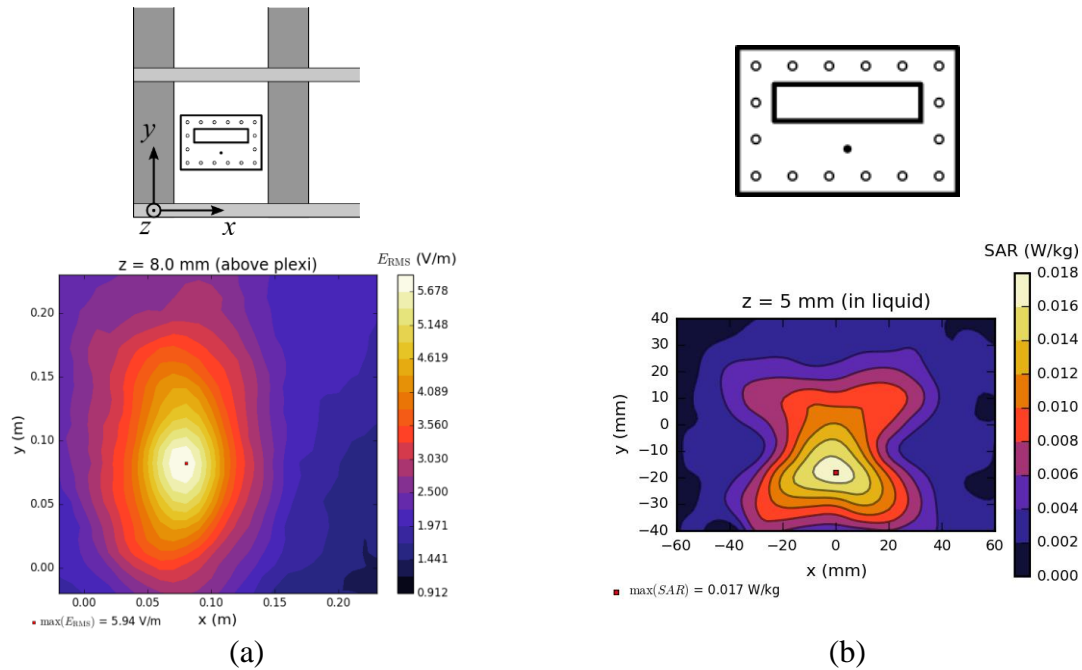 y
z
x
z = 8.0 mm (above plexi)
E_RMS (V/m)
0.20
0.15
0.10
0.05
0.00
y (m)
0.00 0.05 0.10 0.15 0.20
x (m)
5.678
5.148
4.619
4.089
3.560
3.030
2.500
1.971
1.441
0.912
max(E_RMS) = 5.94 V/m
(a)
SAR (W/kg)
z = 5 mm (in liquid)
40
30
20
10
0
−10
−20
−30
−40
y (mm)
−60 −40 −20 0 20 40 60
x (mm)
0.018
0.016
0.014
0.012
0.010
0.008
0.006
0.004
0.002
0.000
max(SAR) = 0.017 W/kg
(b)